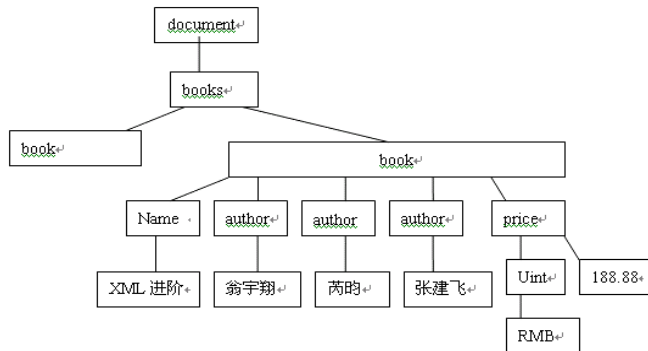 document
books
book
book
Name
author
author
author
price
XML 进阶
翁宇翔
芮昀
张建飞
Uint
188.88
RMB